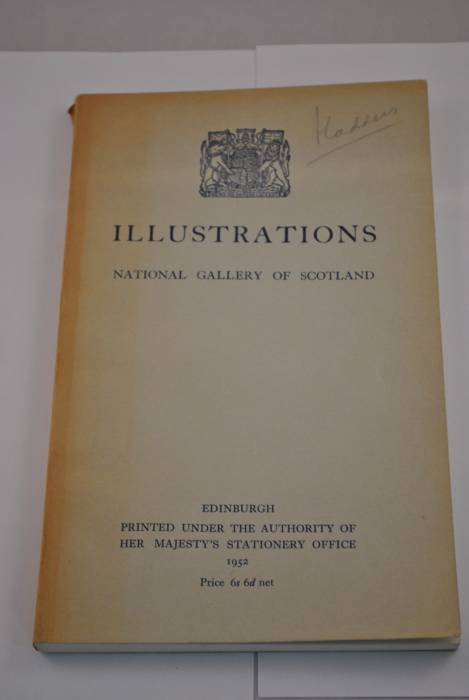 ILLUSTRATIONS
NATIONAL GALLERY OF SCOTLAND
EDINBURGH
PRINTED UNDER THE AUTHORITY OF
HER MAJESTY'S STATIONERY OFFICE
1952
Price 6s 6d net